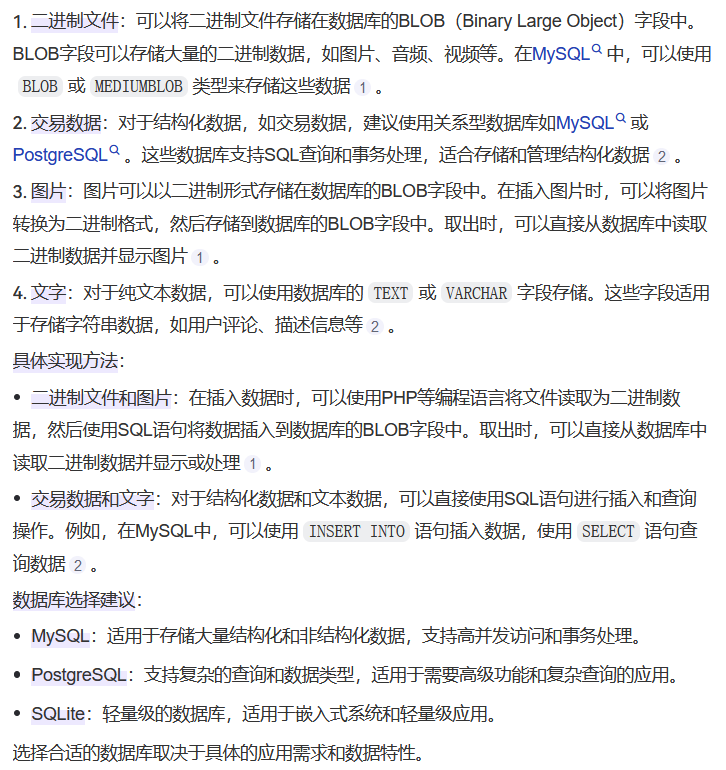 1. 二进制文件：可以将二进制文件存储在数据库的BLOB（Binary Large Object）字段中。
BLOB字段可以存储大量的二进制数据，如图片、音频、视频等。在MySQL 中，可以使用
BLOB 或 MEDIUMBLOB 类型来存储这些数据 1 。
2. 交易数据：对于结构化数据，如交易数据，建议使用关系型数据库如MySQL 或
PostgreSQL 。这些数据库支持SQL查询和事务处理，适合存储和管理结构化数据 2 。
3. 图片：图片可以以二进制形式存储在数据库的BLOB字段中。在插入图片时，可以将图片
转换为二进制格式，然后存储到数据库的BLOB字段中。取出时，可以直接从数据库中读取
二进制数据并显示图片 1 。
4. 文字：对于纯文本数据，可以使用数据库的 TEXT 或 VARCHAR 字段存储。这些字段适用
于存储字符串数据，如用户评论、描述信息等 2 。
具体实现方法：
• 二进制文件和图片：在插入数据时，可以使用PHP等编程语言将文件读取为二进制数
据，然后使用SQL语句将数据插入到数据库的BLOB字段中。取出时，可以直接从数据库中
读取二进制数据并显示或处理 1 。
• 交易数据和文字：对于结构化数据和文本数据，可以直接使用SQL语句进行插入和查询
操作。例如，在MySQL中，可以使用 INSERT INTO 语句插入数据，使用 SELECT 语句查
询数据 2 。
数据库选择建议：
• MySQL：适用于存储大量结构化和非结构化数据，支持高并发访问和事务处理。
• PostgreSQL：支持复杂的查询和数据类型，适用于需要高级功能和复杂查询的应用。
• SQLite：轻量级的数据库，适用于嵌入式系统和轻量级应用。
选择合适的数据库取决于具体的应用需求和数据特性。